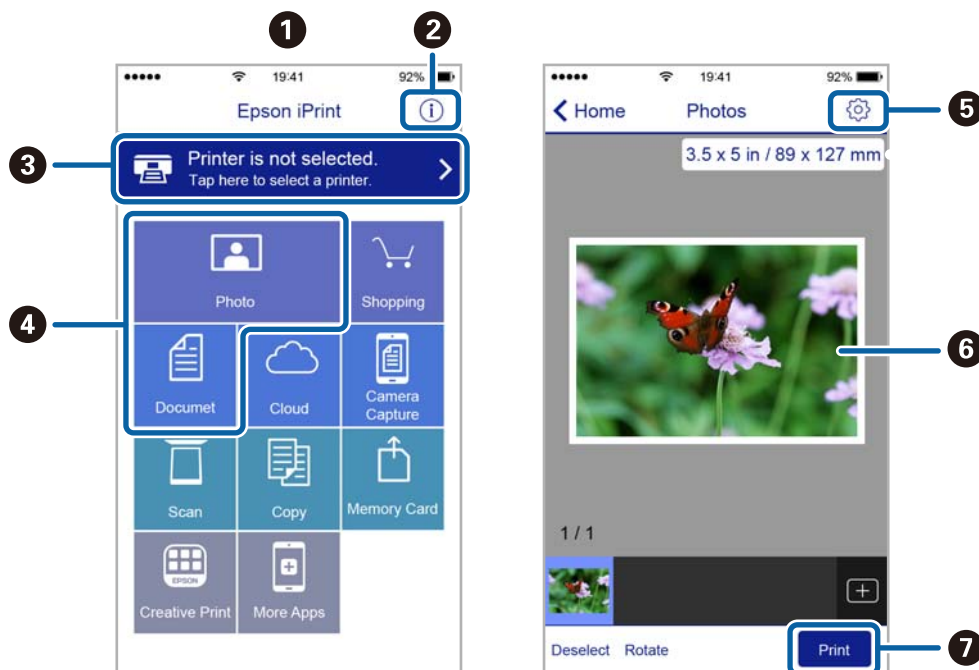 1
2
19:41
92%
Epson iPrint
3
Printer is not selected.
Tap here to select a printer.
4
Photo
Shopping
Documet
Cloud
Camera
Capture
Scan
Copy
Memory Card
EPSON
Creative Print
More Apps
19:41
92%
Home
Photos
5
3.5 x 5 in / 89 x 127 mm
6
1 / 1
Deselect
Rotate
Print
7